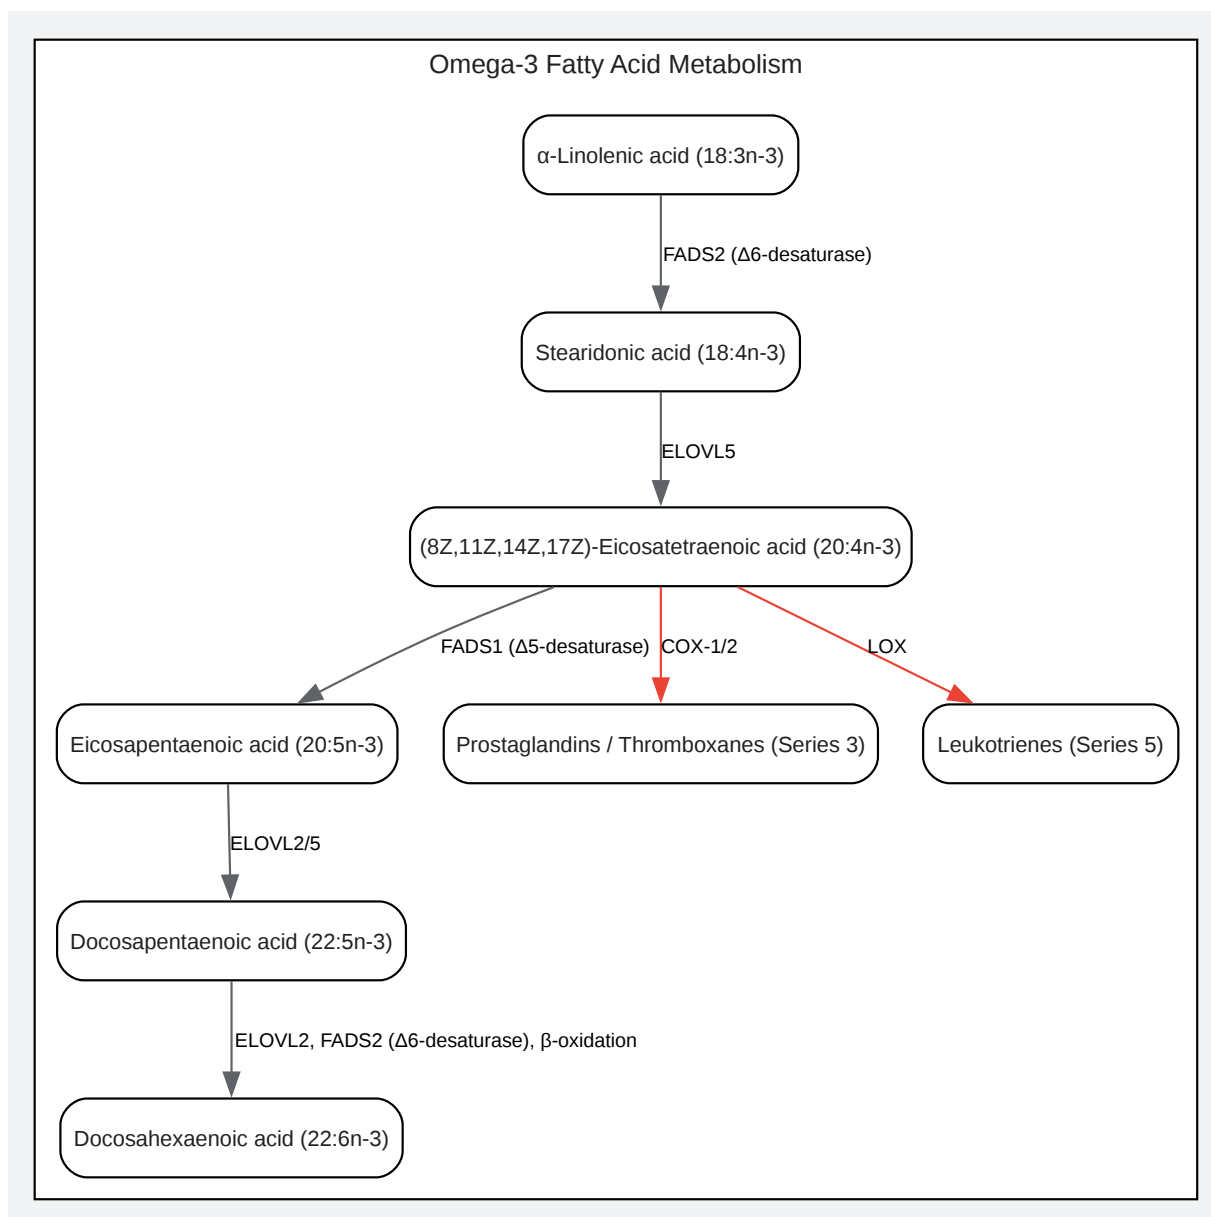 Omega-3 Fatty Acid Metabolism
α-Linolenic acid (18:3n-3)
FADS2 (Δ6-desaturase)
Stearidonic acid (18:4n-3)
ELOVL5
(8Z,11Z,14Z,17Z)-Eicosatetraenoic acid (20:4n-3)
FADS1 (Δ5-desaturase)
COX-1/2
LOX
Eicosapentaenoic acid (20:5n-3)
Prostaglandins / Thromboxanes (Series 3)
Leukotrienes (Series 5)
ELOVL2/5
Docosapentaenoic acid (22:5n-3)
ELOVL2, FADS2 (Δ6-desaturase), β-oxidation
Docosahexaenoic acid (22:6n-3)